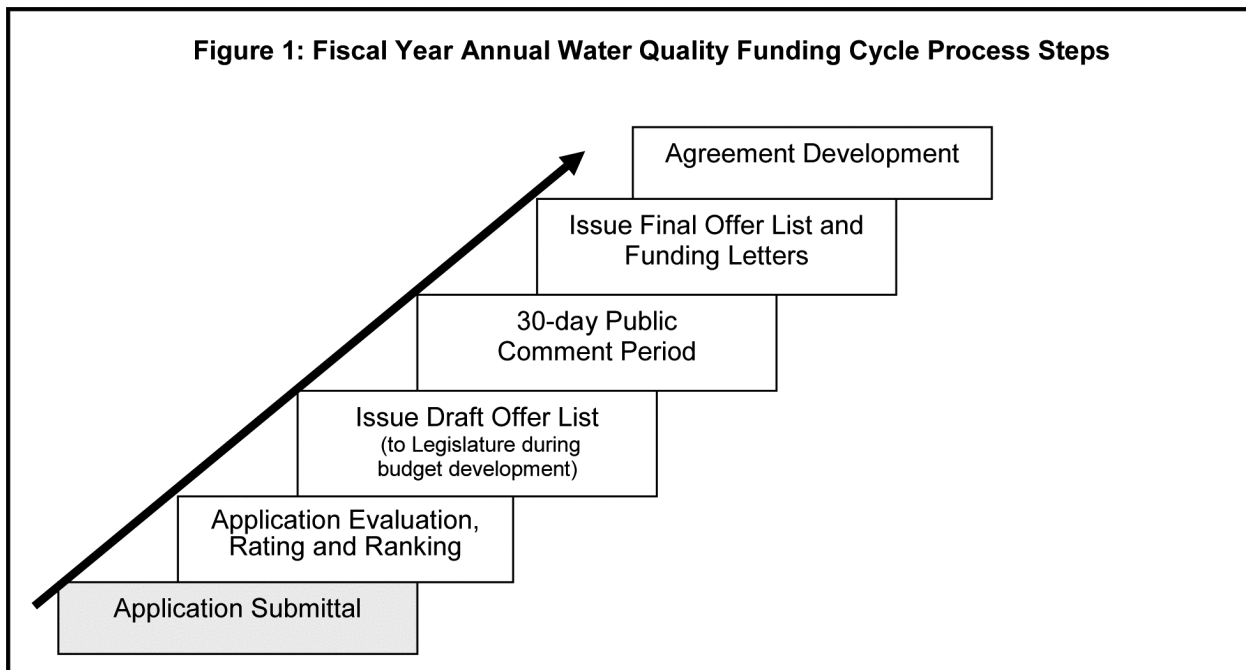 Figure 1: Fiscal Year Annual Water Quality Funding Cycle Process Steps
Agreement Development
Issue Final Offer List and
Funding Letters
30-day Public
Comment Period
Issue Draft Offer List
(to Legislature during
budget development)
Application Evaluation,
Rating and Ranking
Application Submittal